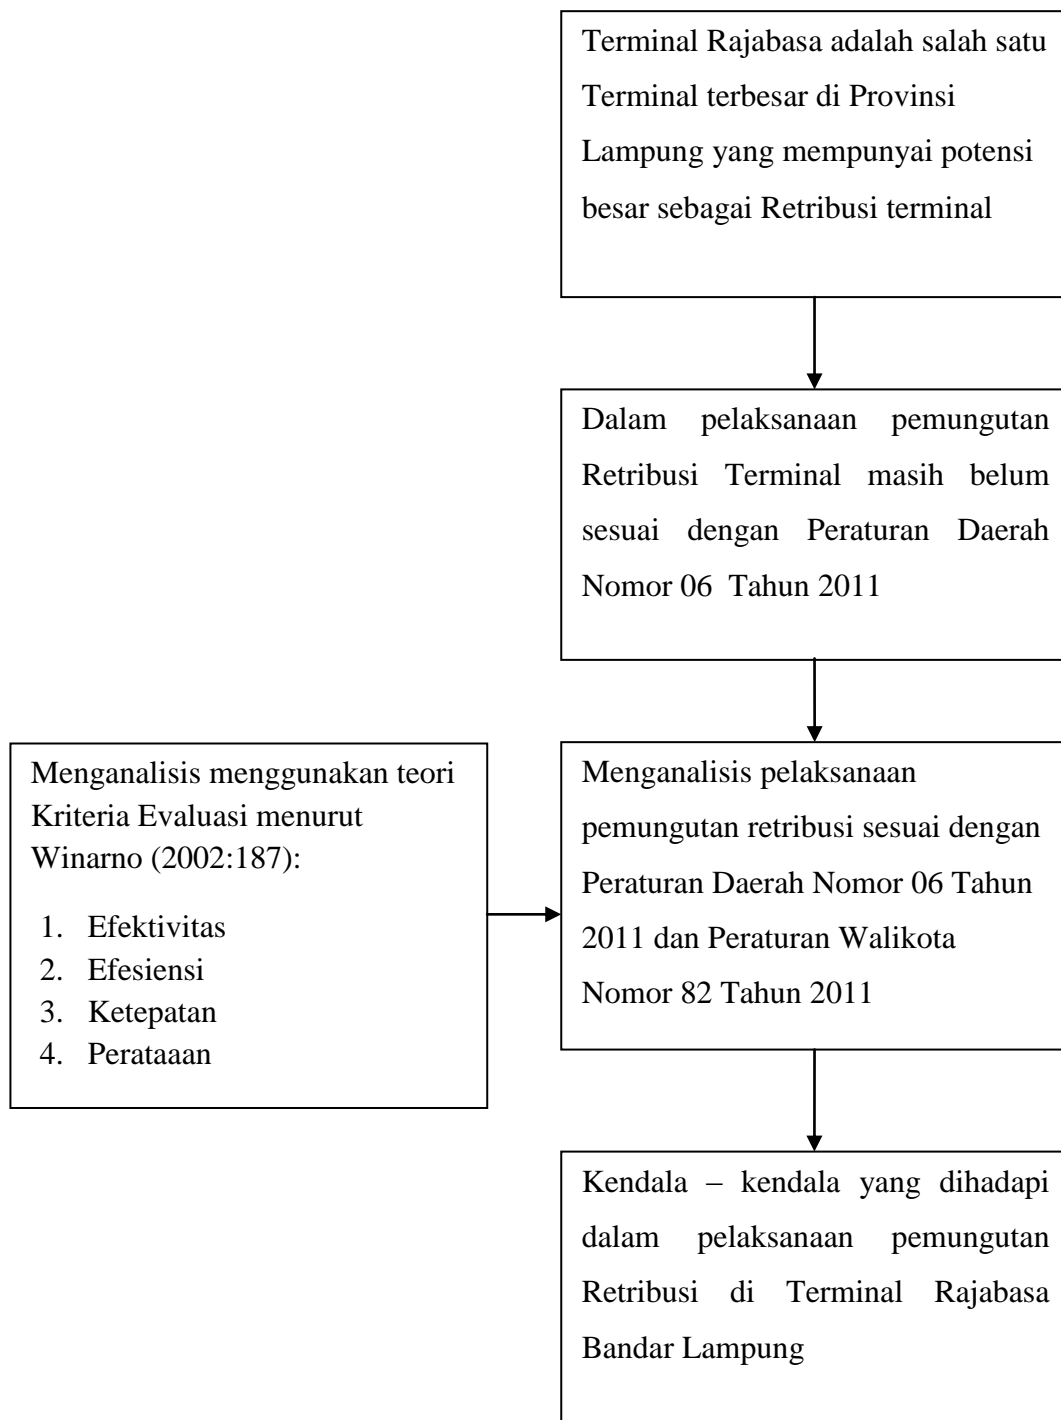 Terminal Rajabasa adalah salah satu
Terminal terbesar di Provinsi
Lampung yang mempunyai potensi
besar sebagai Retribusi terminal
Dalam pelaksanaan pemungutan
Retribusi Terminal masih belum
sesuai dengan Peraturan Daerah
Nomor 06 Tahun 2011
Menganalisis menggunakan teori
Kriteria Evaluasi menurut
Winarno (2002:187):
1. Efektivitas
2. Efesiensi
3. Ketepatan
4. Perataaan
Menganalisis pelaksanaan
pemungutan retribusi sesuai dengan
Peraturan Daerah Nomor 06 Tahun
2011 dan Peraturan Walikota
Nomor 82 Tahun 2011
Kendala – kendala yang dihadapi
dalam pelaksanaan pemungutan
Retribusi di Terminal Rajabasa
Bandar Lampung